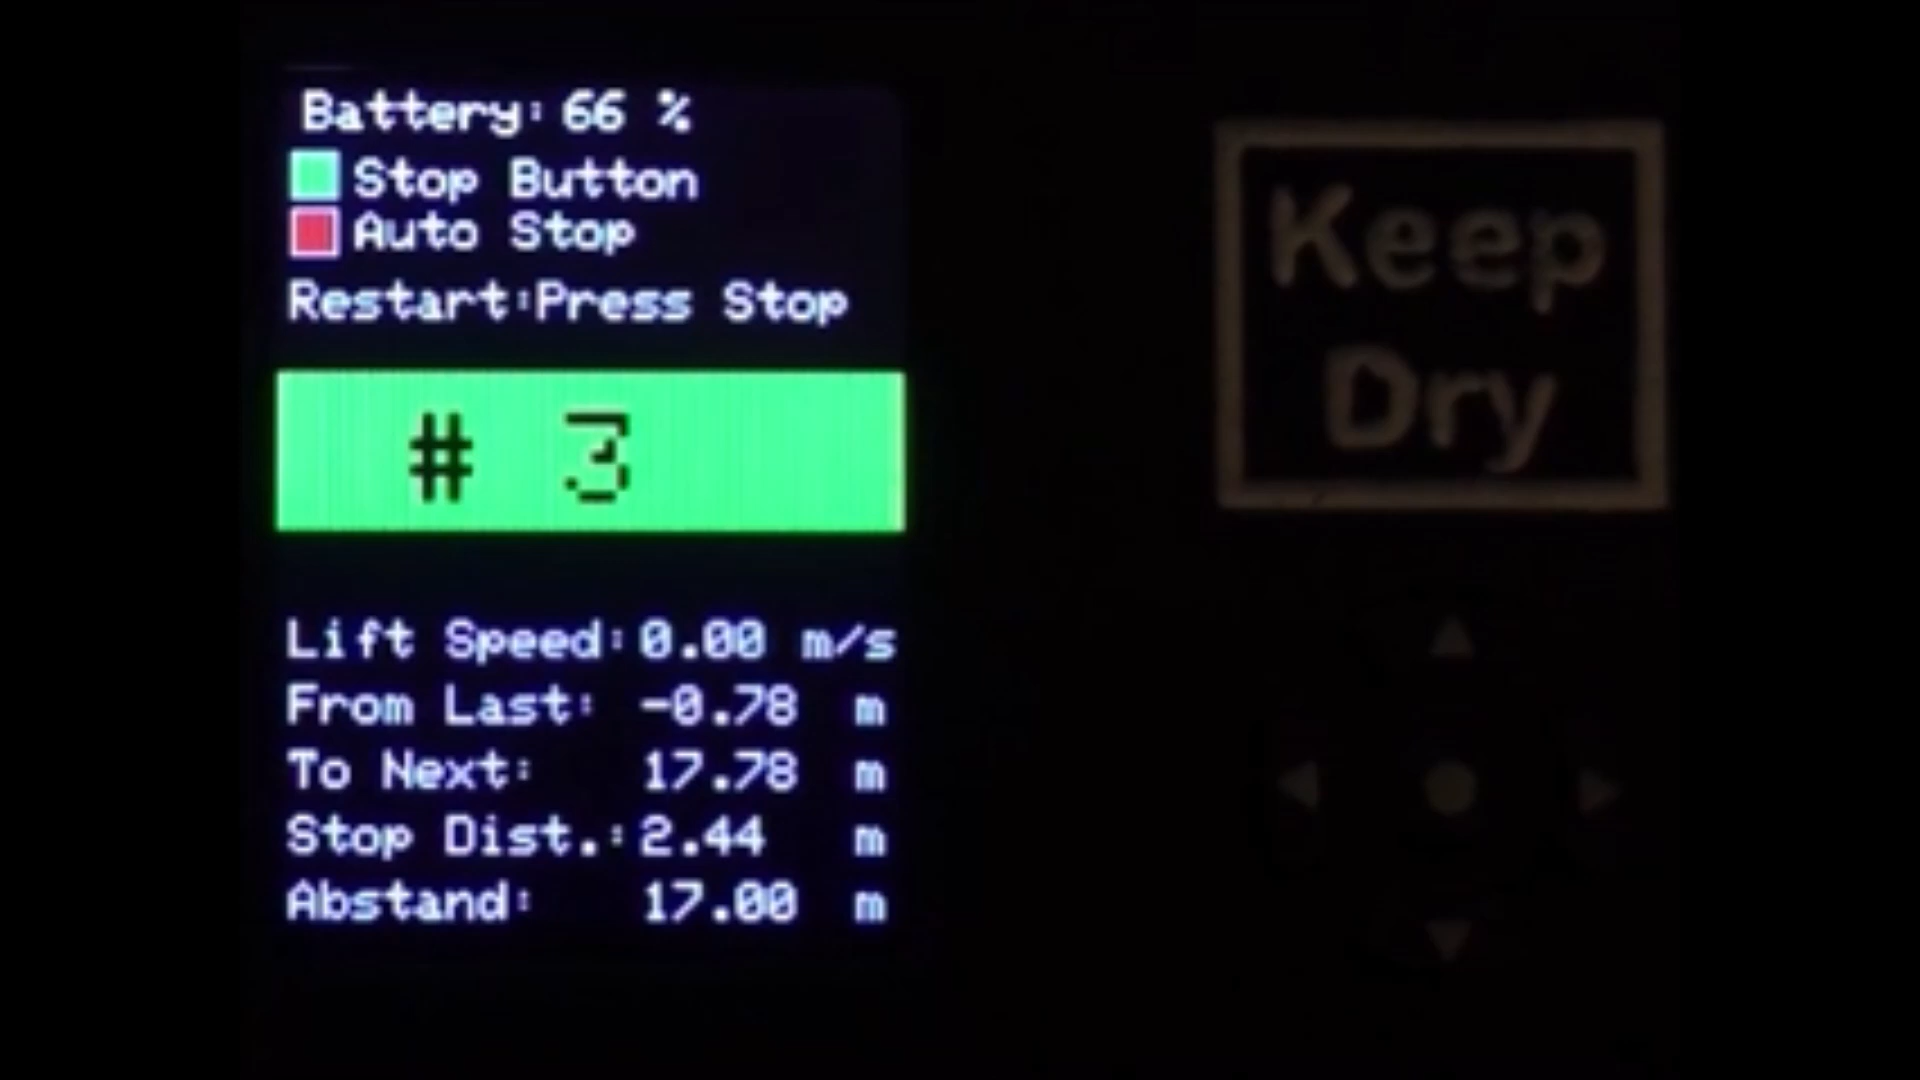 Battery: 66 %
Stop Button
Auto Stop
Restart:Press Stop
# 3
Lift Speed: 0.00 m/s
From Last: -0.78 m
To Next: 17.78 m
Stop Dist.: 2.44 m
Abstand: 17.00 m
Keep
Dry